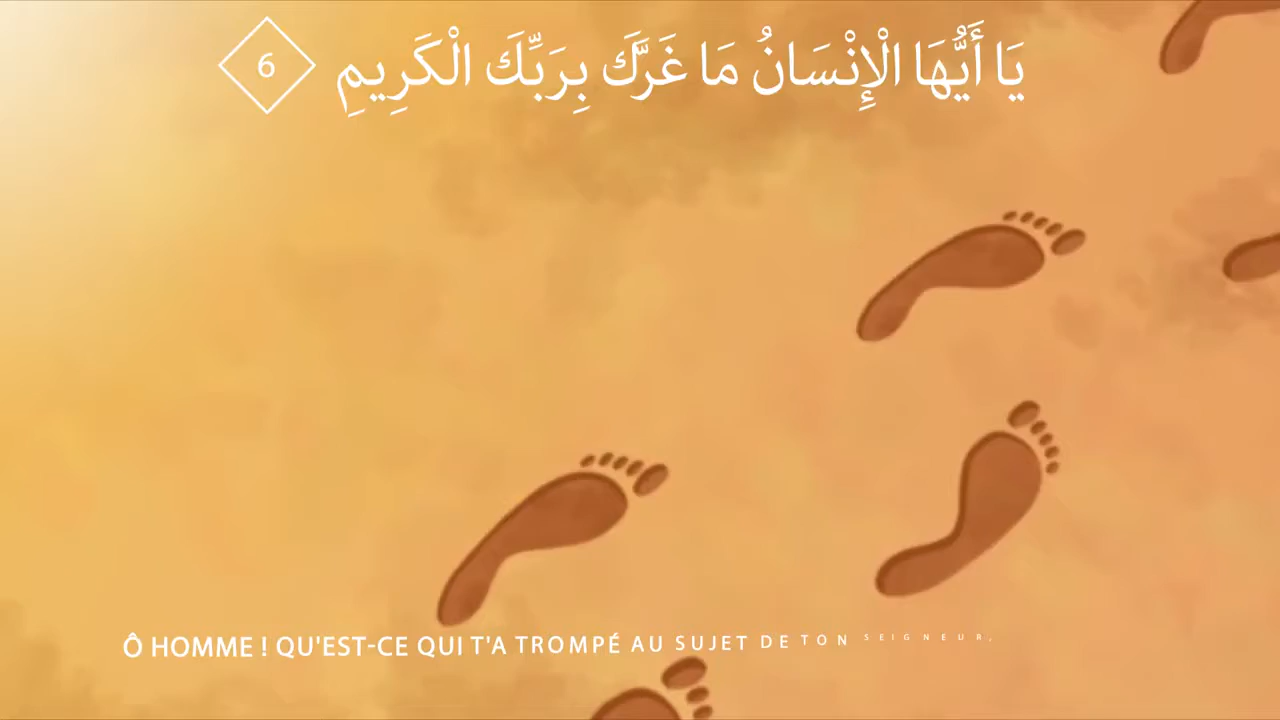 يَا أَيُّهَا الْإِنْسَانُ مَا غَرَّكَ بِرَبِّكَ الْكَرِيمِ 6
Ô HOMME ! QU'EST-CE QUI T'A TROMPÉ AU SUJET DE TON SEIGNEUR,